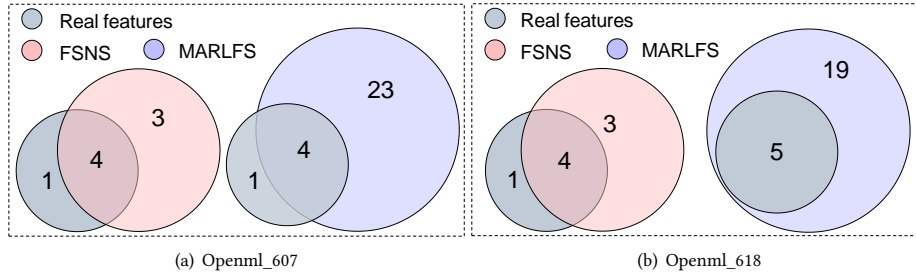 Real features
FSNS MARLFS
1 4 3
1 4 23
(a) Openml_607
Real features
FSNS MARLFS
1 4 3
5 19
(b) Openml_618